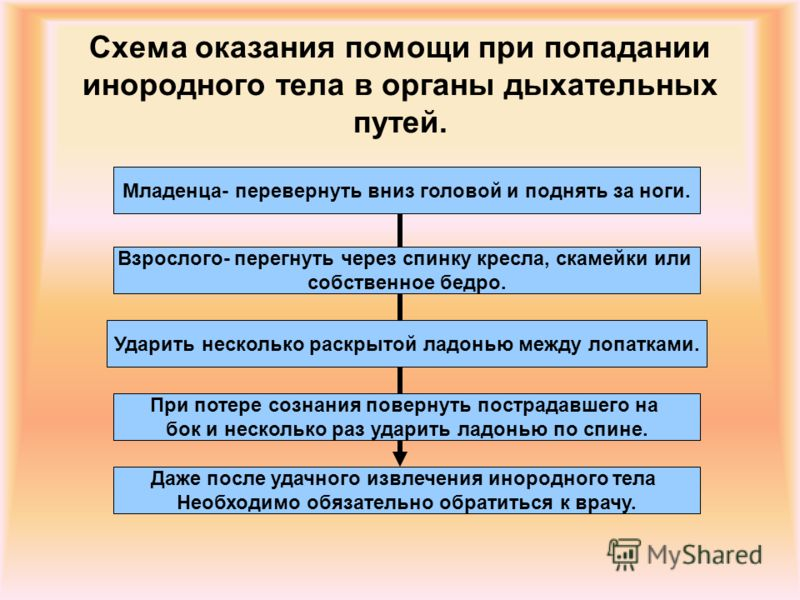 Схема оказания помощи при попадании
инородного тела в органы дыхательных
путей.
Младенца- перевернуть вниз головой и поднять за ноги.
Взрослого- перегнуть через спинку кресла, скамейки или
собственное бедро.
Ударить несколько раскрытой ладонью между лопатками.
При потере сознания повернуть пострадавшего на
бок и несколько раз ударить ладонью по спине.
Даже после удачного извлечения инородного тела
Необходимо обязательно обратиться к врачу.
MyShared